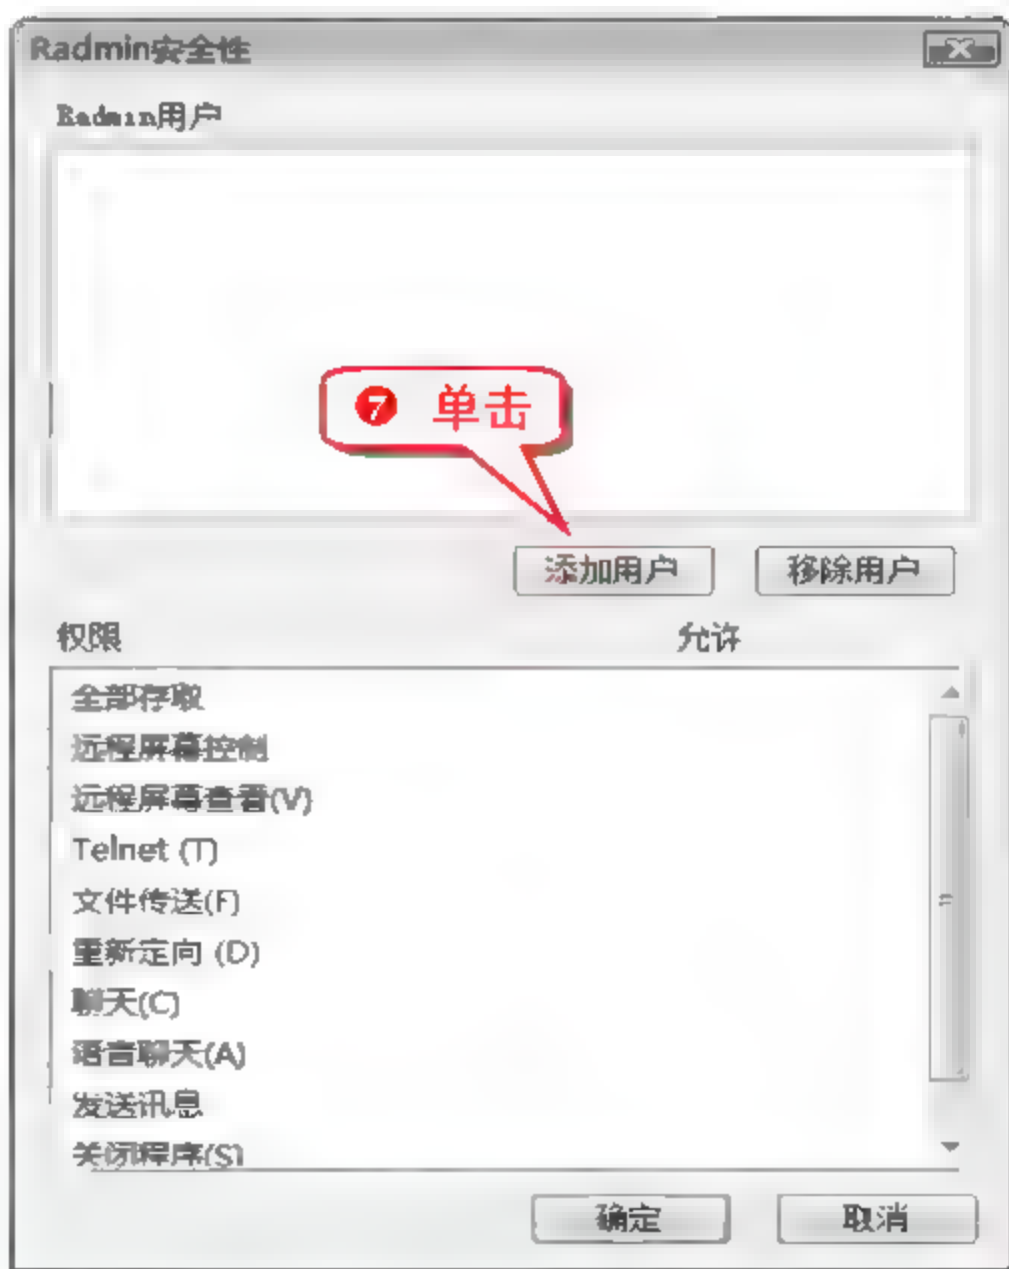 Radmin安全性
Radmin用户
❼ 单击
添加用户 移除用户
权限 允许
全部存取
远程屏幕控制
远程屏幕查看(V)
Telnet (T)
文件传送(F)
重新定向 (D)
聊天(C)
语音聊天(A)
发送讯息
关闭程序(S)
确定 取消